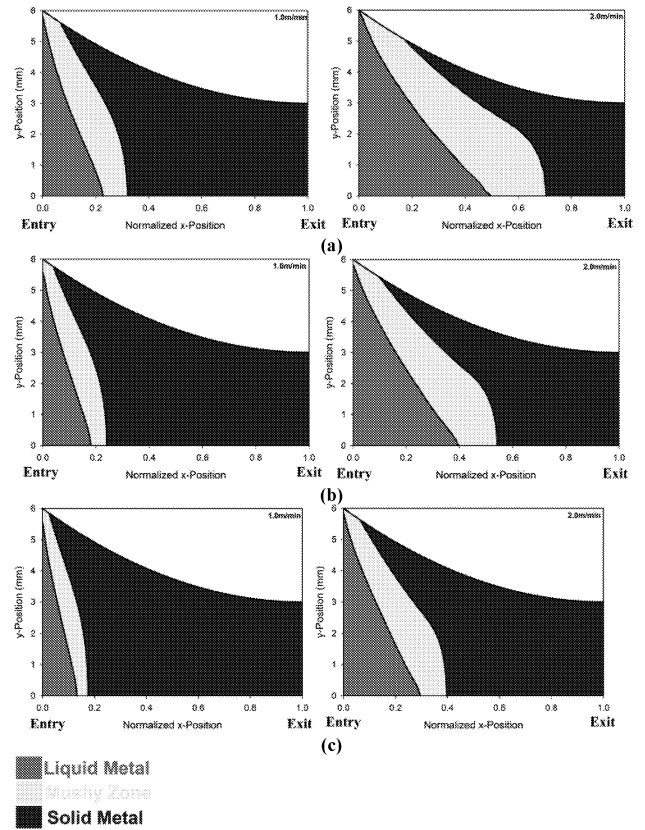 1.0m/min
2.0m/min
6
5
4
3
2
1
0
y-Position (mm)
0.0 0.2 0.4 0.6 0.8 1.0
Entry Normalized x-Position Exit
6
5
4
3
2
1
0
y-Position (mm)
0.0 0.2 0.4 0.6 0.8 1.0
Entry Normalized x-Position Exit
(a)
1.0m/min
2.0m/min
6
5
4
3
2
1
0
y-Position (mm)
0.0 0.2 0.4 0.6 0.8 1.0
Entry Normalized x-Position Exit
6
5
4
3
2
1
0
y-Position (mm)
0.0 0.2 0.4 0.6 0.8 1.0
Entry Normalized x-Position Exit
(b)
1.0m/min
2.0m/min
6
5
4
3
2
1
0
y-Position (mm)
0.0 0.2 0.4 0.6 0.8 1.0
Entry Normalized x-Position Exit
6
5
4
3
2
1
0
y-Position (mm)
0.0 0.2 0.4 0.6 0.8 1.0
Entry Normalized x-Position Exit
(c)
Liquid Metal
Mushy Zone
Solid Metal